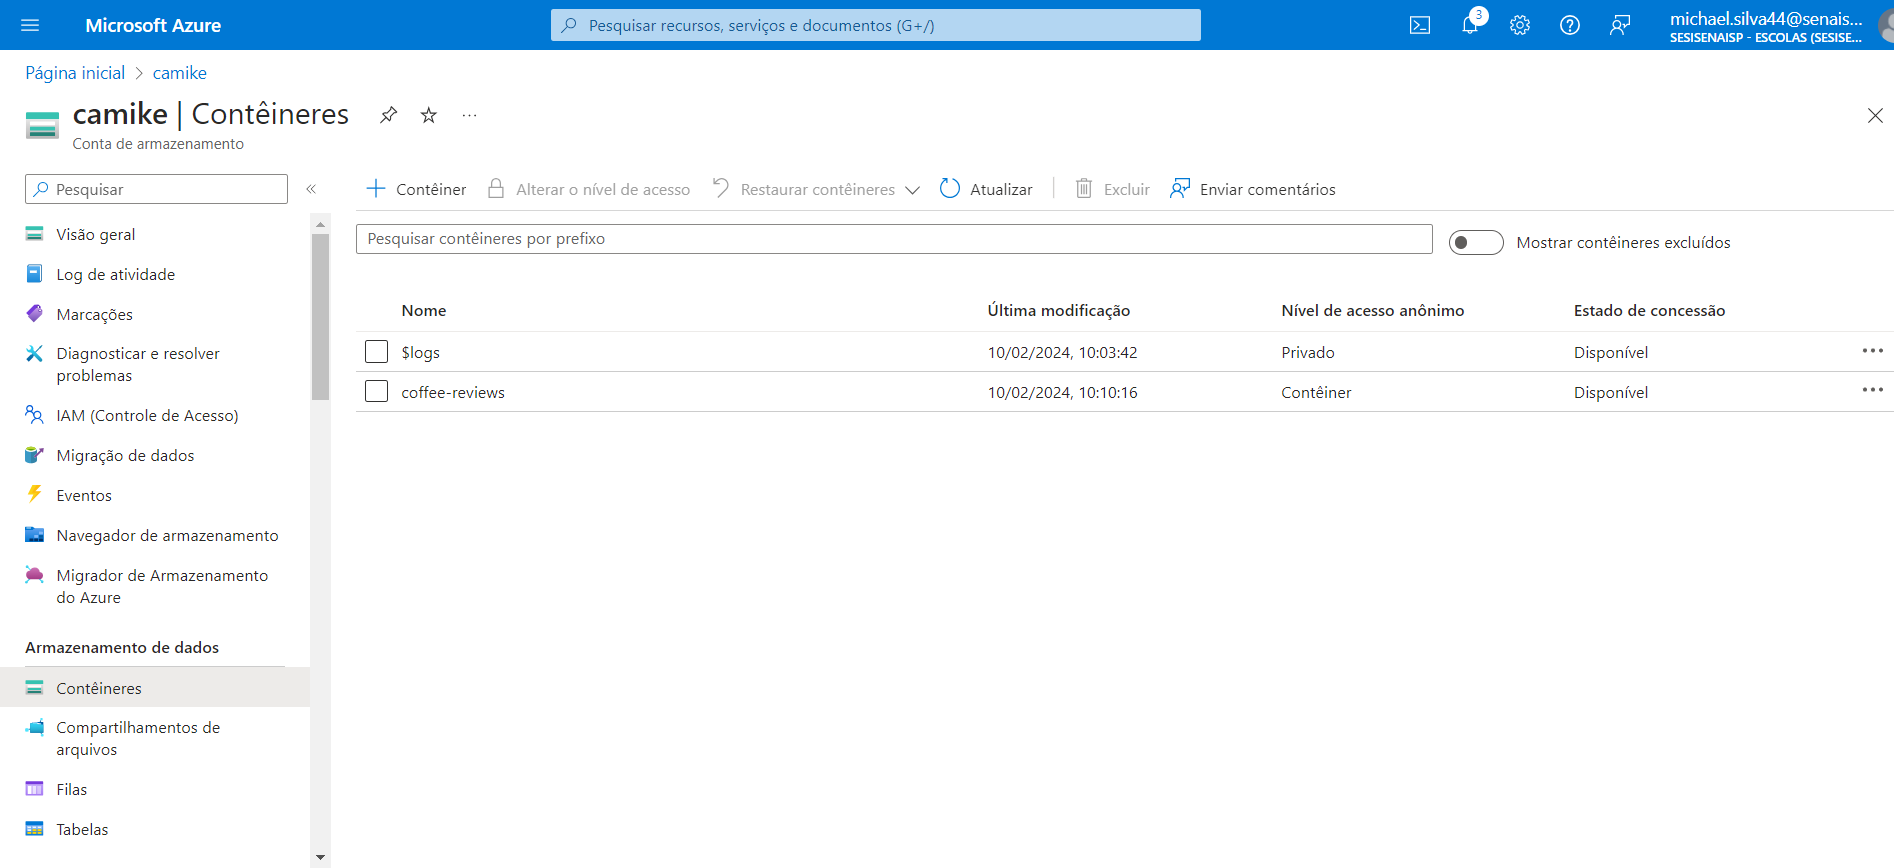 Microsoft Azure
Pesquisar recursos, serviços e documentos (G+/)
3
michael.silva44@senais...
SESISENAISP - ESCOLAS (SESISE...
Página inicial > camike
camike | Contêineres
...
Conta de armazenamento
Pesquisar
«
Contêiner
Alterar o nível de acesso
Restaurar contêineres
Atualizar
Excluir
Enviar comentários
Visão geral
Log de atividade
Marcações
Diagnosticar e resolver
problemas
IAM (Controle de Acesso)
Migração de dados
Eventos
Navegador de armazenamento
Migrador de Armazenamento
do Azure
Armazenamento de dados
Contêineres
Compartilhamentos de
arquivos
Filas
Tabelas
Pesquisar contêineres por prefixo
Mostrar contêineres excluídos
Nome Última modificação Nível de acesso anônimo Estado de concessão
$logs 10/02/2024, 10:03:42 Privado Disponível ...
coffee-reviews 10/02/2024, 10:10:16 Contêiner Disponível ...